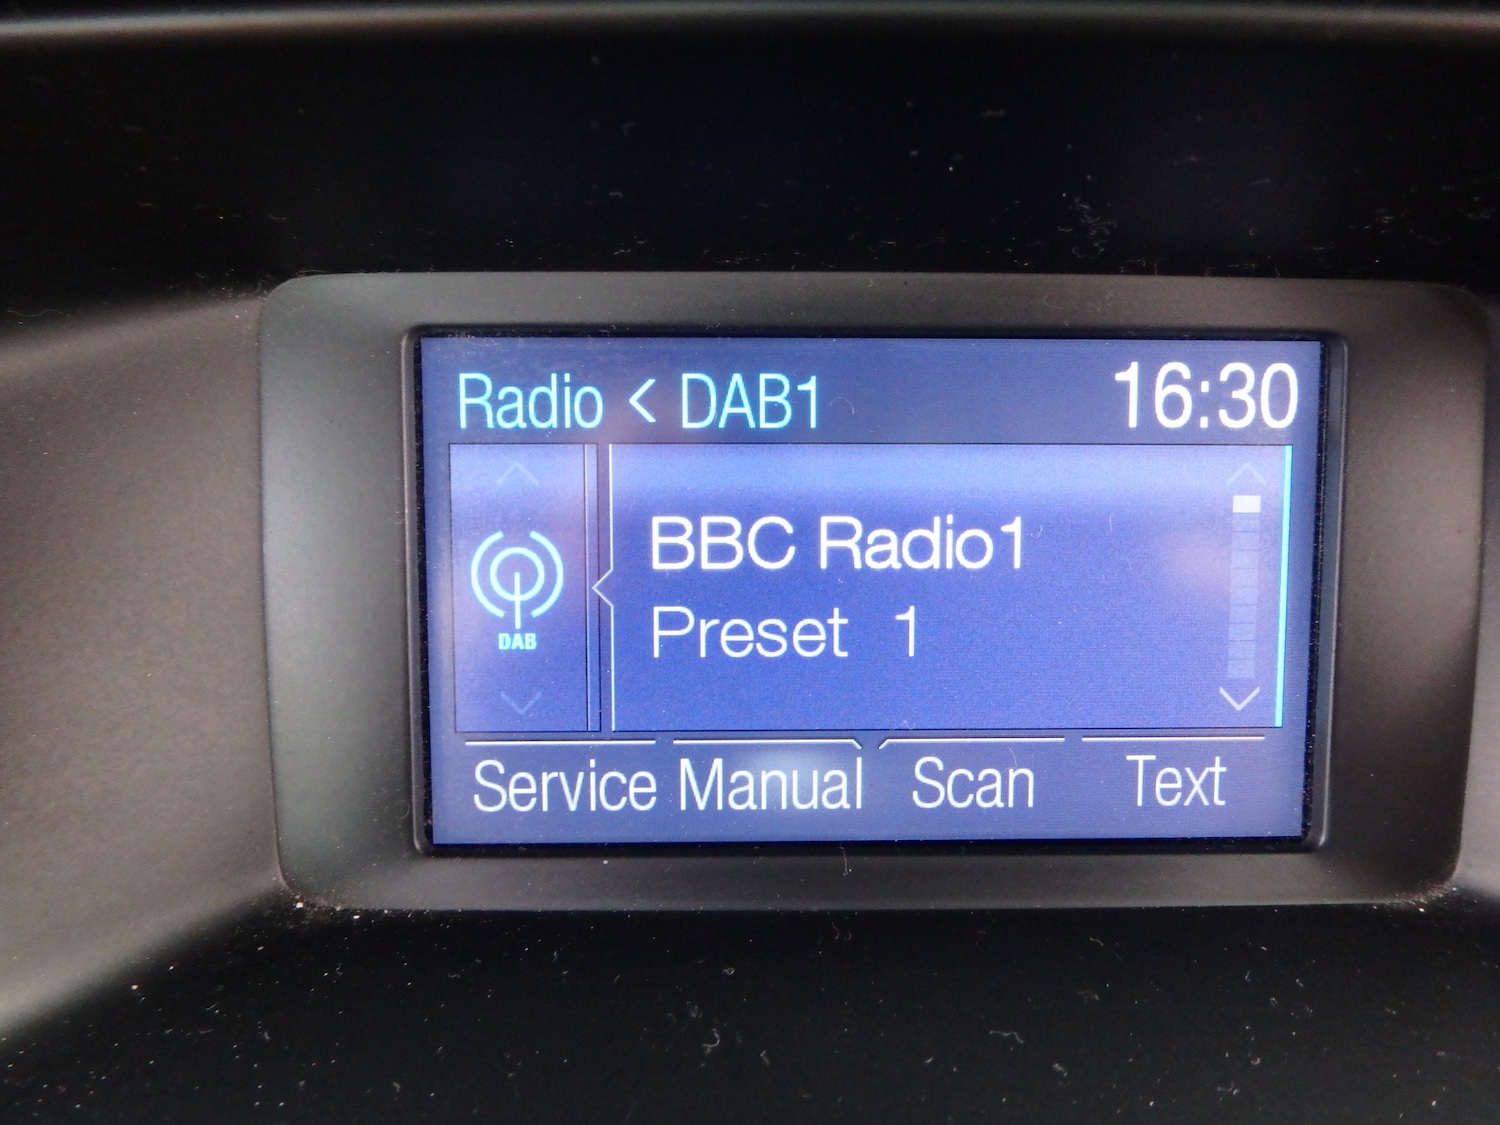 Radio < DAB1 16:30
BBC Radio1
Preset 1
DAB
Service Manual Scan Text